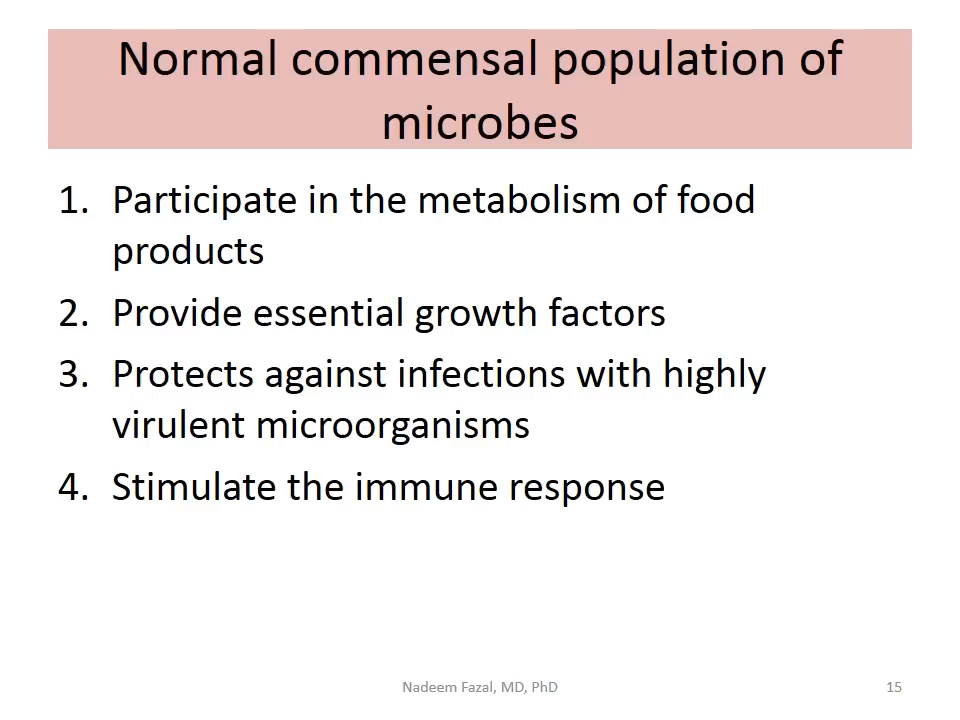 Normal commensal population of
microbes
1. Participate in the metabolism of food
products
2. Provide essential growth factors
3. Protects against infections with highly
virulent microorganisms
4. Stimulate the immune response
Nadeem Fazal, MD, PhD
15